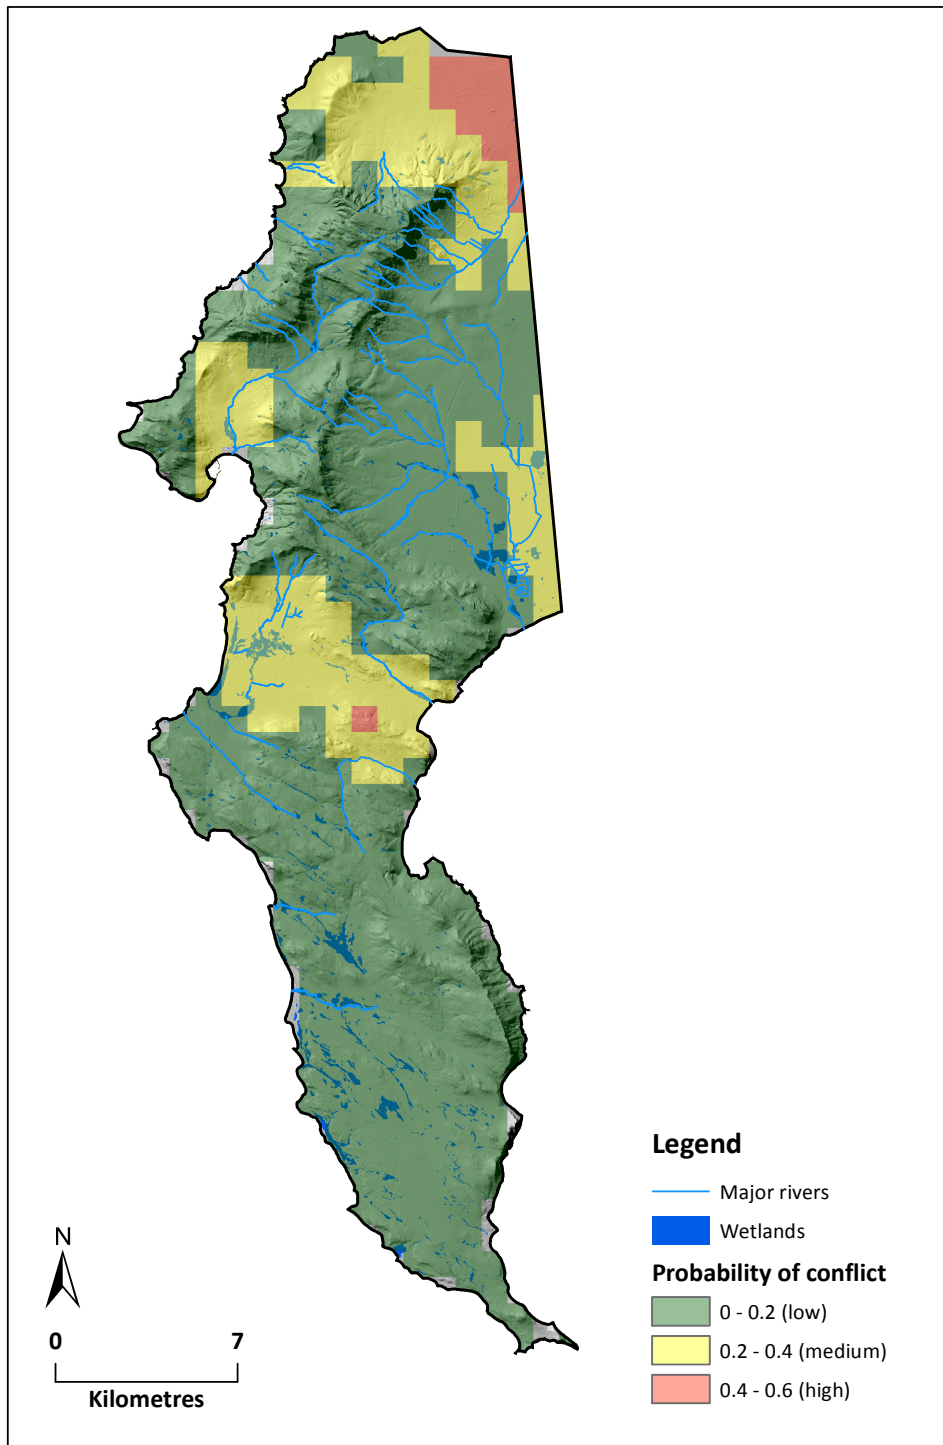 Legend
Major rivers
Wetlands
Probability of conflict
0 - 0.2 (low)
0.2 - 0.4 (medium)
0.4 - 0.6 (high)
N
0 7
Kilometres